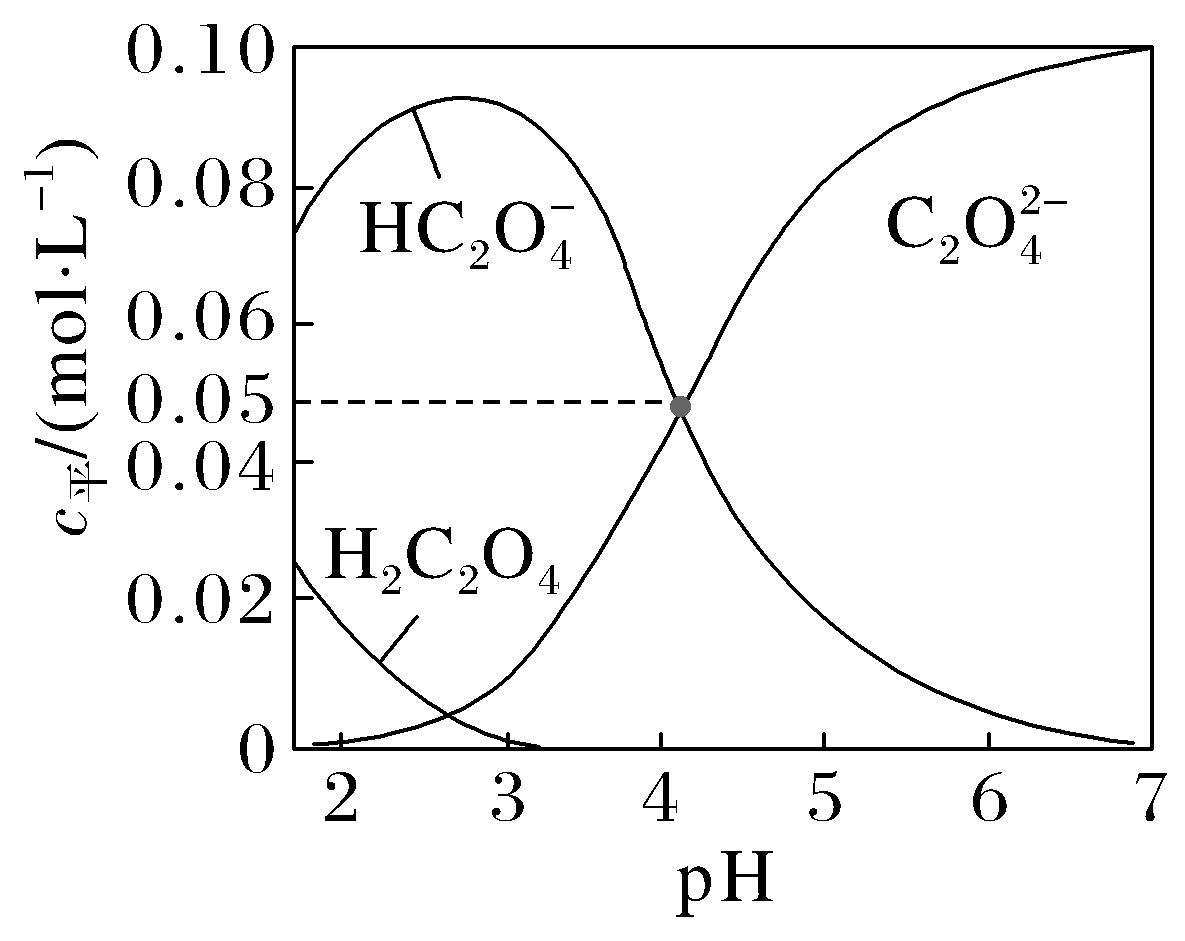 c平/(mol·L⁻¹)
0.10
0.08
0.06
0.05
0.04
0.02
0
HC₂O₄⁻
C₂O₄²⁻
H₂C₂O₄
2 3 4 5 6 7
pH